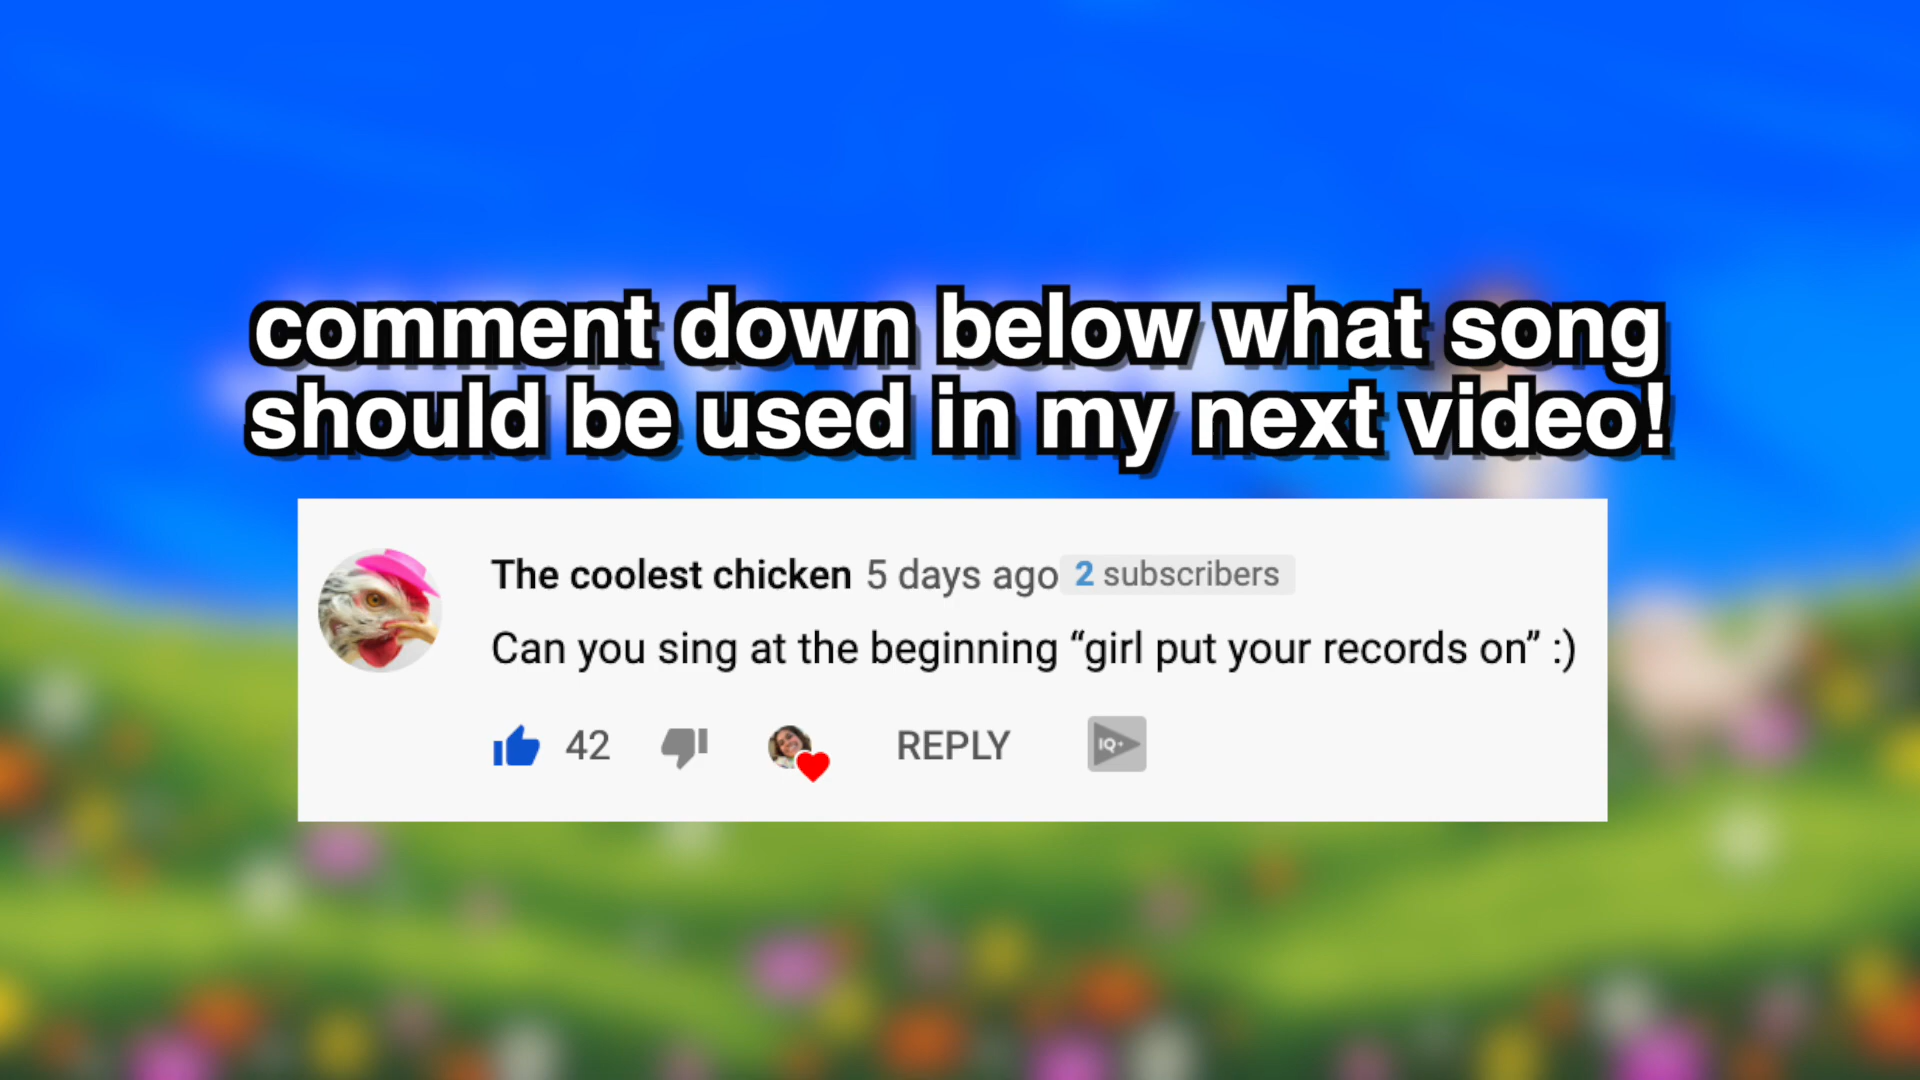 comment down below what song
should be used in my next video!
The coolest chicken 5 days ago 2 subscribers
Can you sing at the beginning “girl put your records on” :)
42 REPLY IQ+